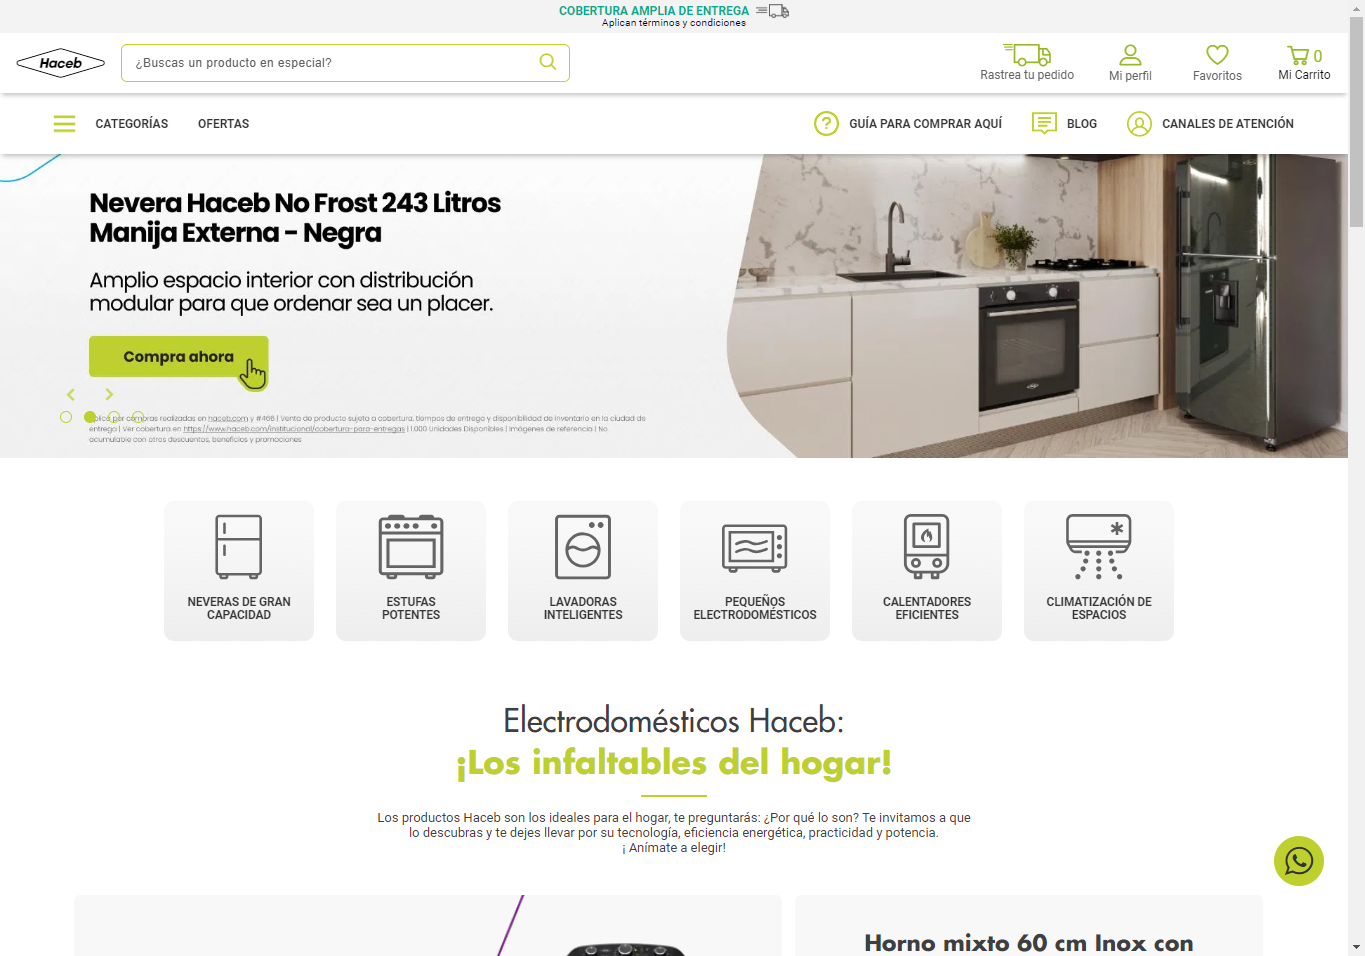 COBERTURA AMPLIA DE ENTREGA
Aplican términos y condiciones
Haceb
¿Buscas un producto en especial?
Rastrea tu pedido
Mi perfil
Favoritos
0
Mi Carrito
CATEGORÍAS
OFERTAS
GUÍA PARA COMPRAR AQUÍ
BLOG
CANALES DE ATENCIÓN
Nevera Haceb No Frost 243 Litros
Manija Externa - Negra
Amplio espacio interior con distribución
modular para que ordenar sea un placer.
Compra ahora
por compras realizadas en haceb.com y #466 | Venta de producto sujeto a cobertura, tiempos de entrega y disponibilidad de inventario en la ciudad de
entrega | Ver cobertura en https://www.haceb.com/institucional/cobertura-para-entregas | 1.000 Unidades Disponibles | Imágenes de referencia | No
acumulable con otros descuentos, beneficios y promociones
NEVERAS DE GRAN
CAPACIDAD
ESTUFAS
POTENTES
LAVADORAS
INTELIGENTES
PEQUEÑOS
ELECTRODOMÉSTICOS
CALENTADORES
EFICIENTES
CLIMATIZACIÓN DE
ESPACIOS
Electrodomésticos Haceb:
¡Los infaltables del hogar!
Los productos Haceb son los ideales para el hogar, te preguntarás: ¿Por qué lo son? Te invitamos a que
lo descubras y te dejes llevar por su tecnología, eficiencia energética, practicidad y potencia.
¡ Anímate a elegir!
Horno mixto 60 cm Inox con